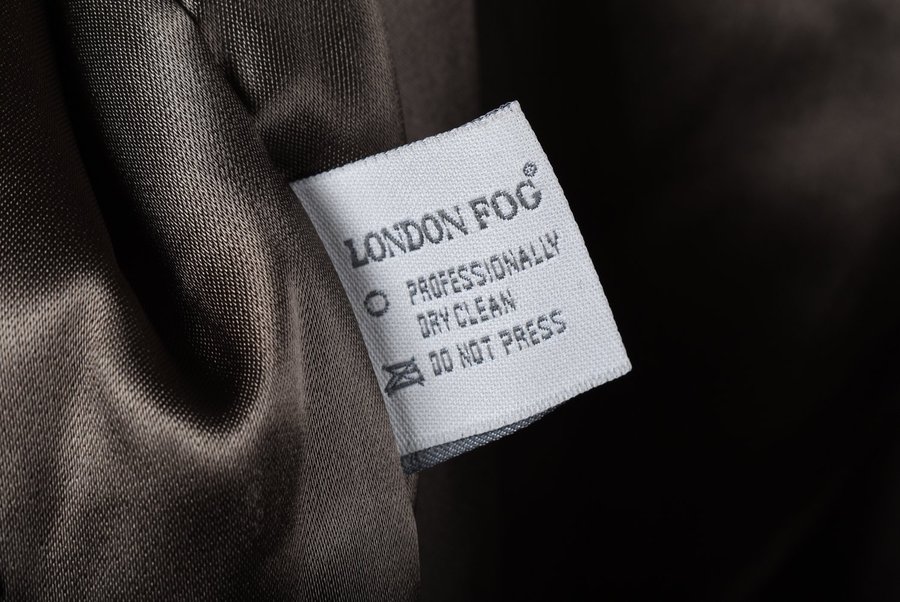 LONDON FOG®
PROFESSIONALLY
DRY CLEAN
DO NOT PRESS